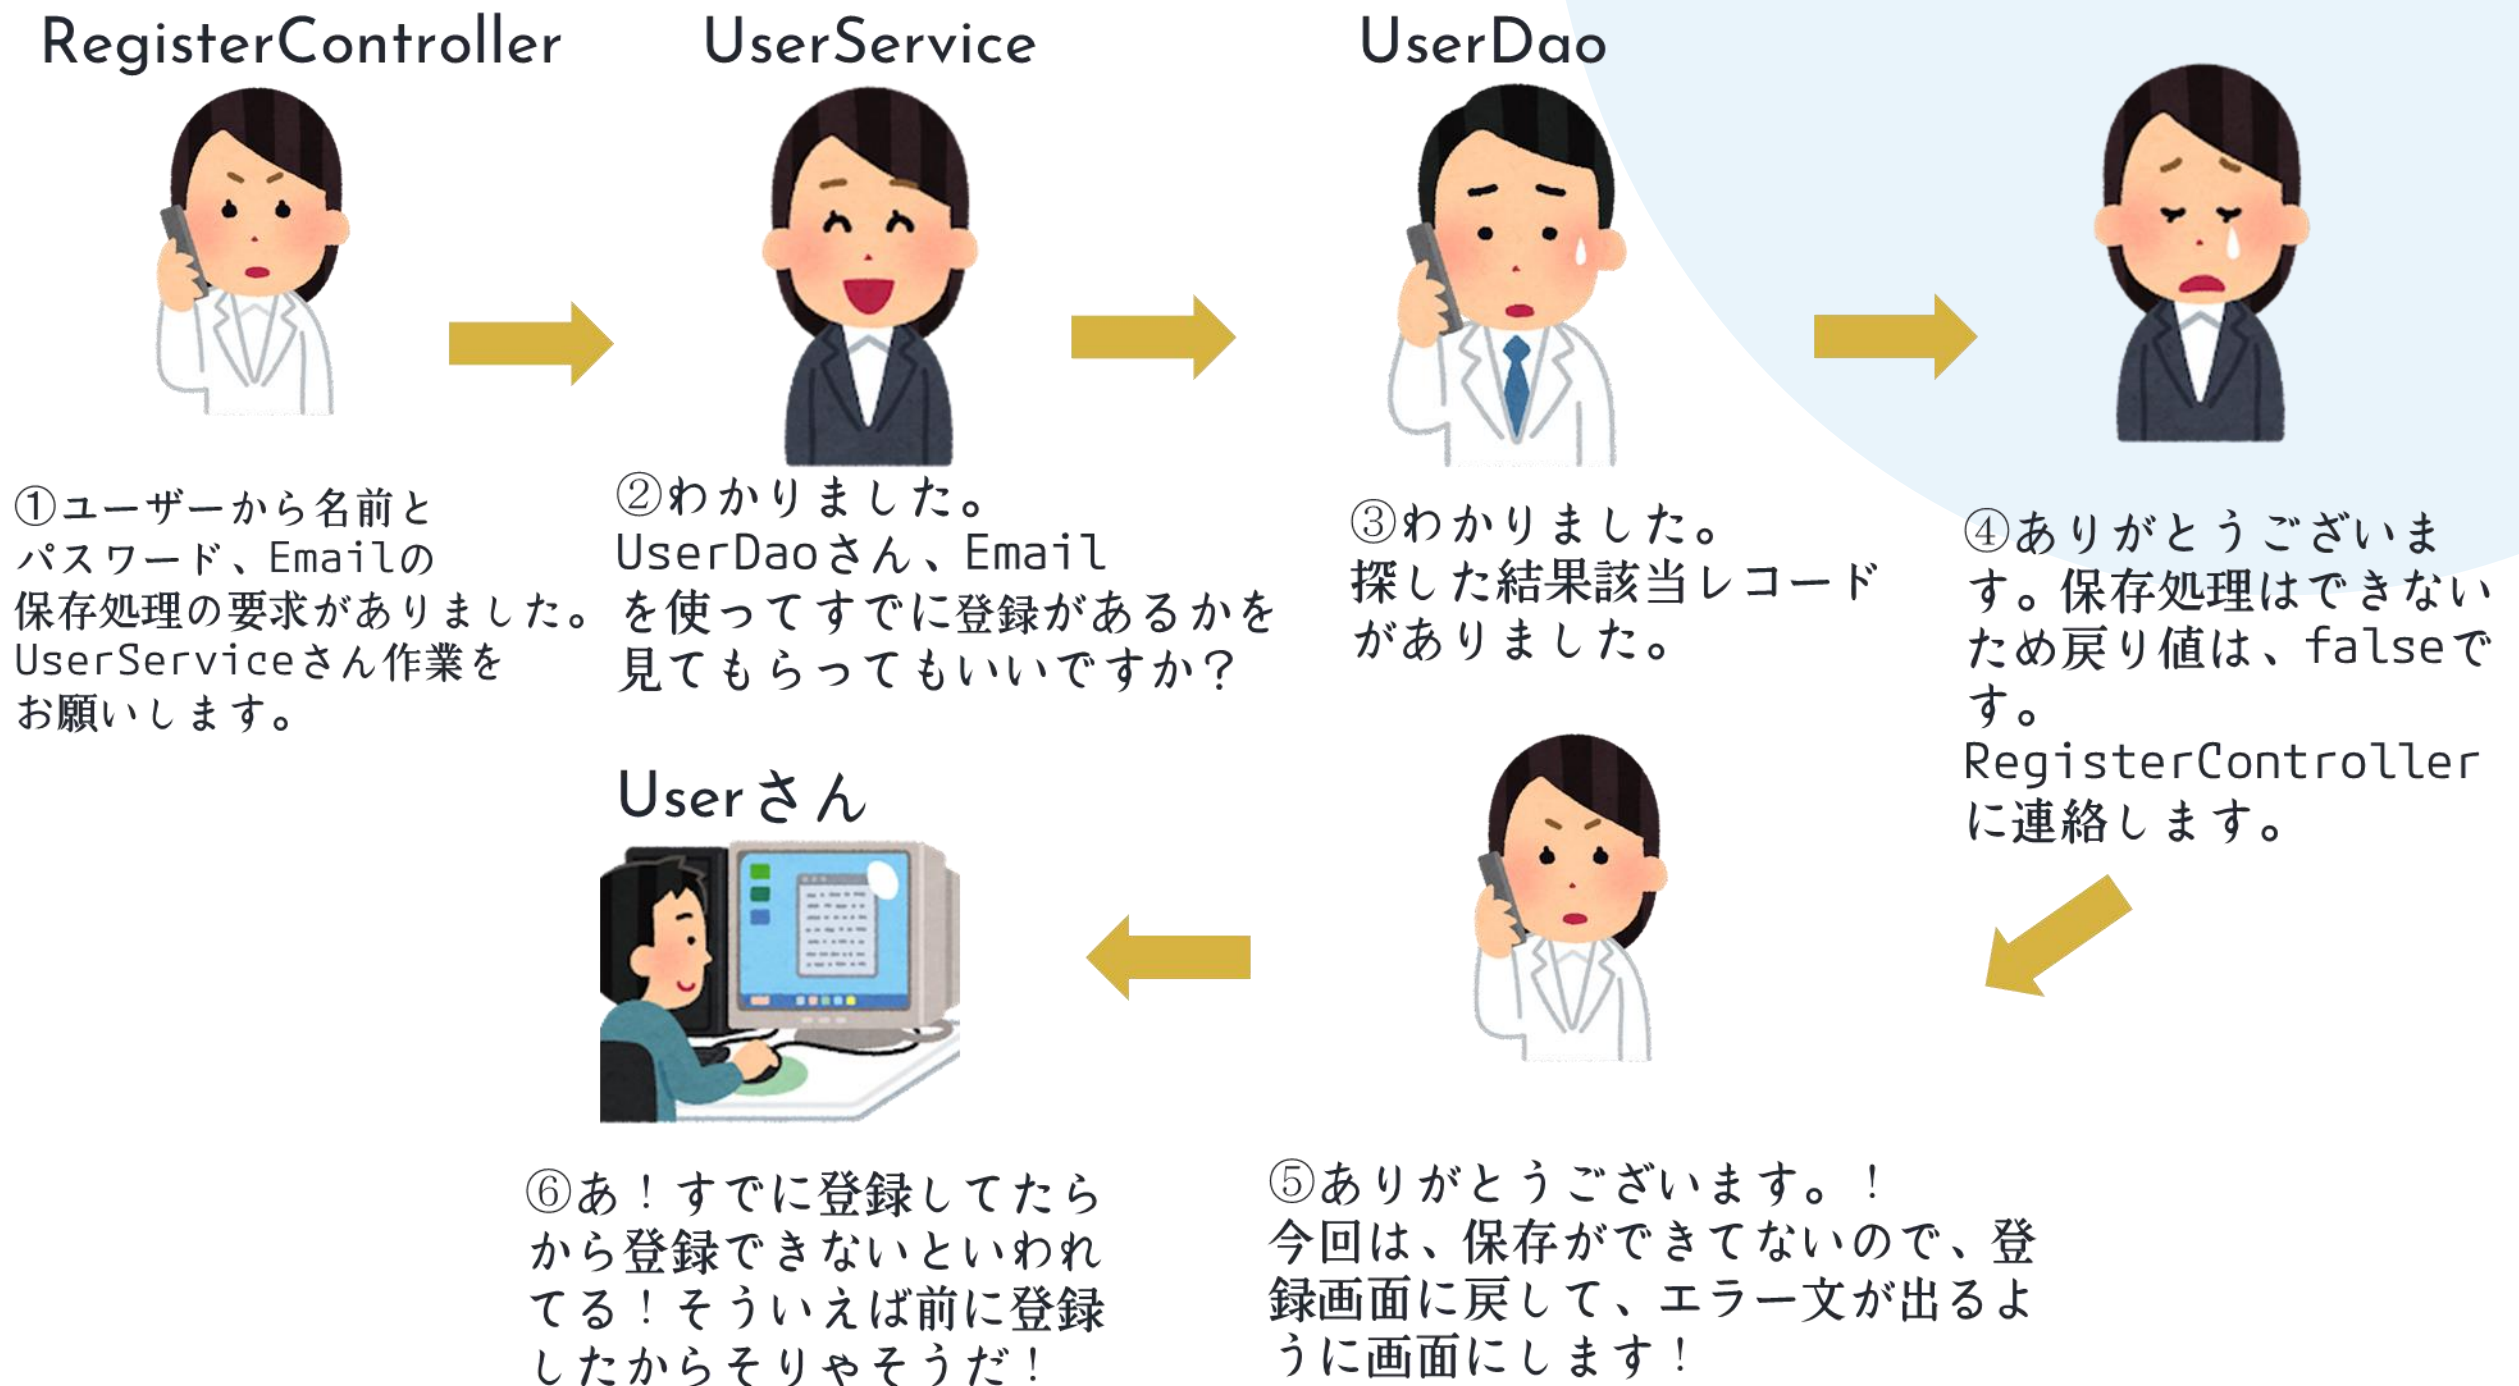 RegisterController
UserService
UserDao
①ユーザーから名前と
パスワード、Emailの
保存処理の要求がありました。
UserServiceさん作業を
お願いします。
②わかりました。
UserDaoさん、Email
を使ってすでに登録があるかを
見てもらってもいいですか?
③わかりました。
探した結果該当レコード
がありました。
④ありがとうございま
す。保存処理はできない
ため戻り値は、falseで
す。
RegisterController
に連絡します。
⑤ありがとうございます。!
今回は、保存ができてないので、登
録画面に戻して、エラー文が出るよ
うに画面にします!
Userさん
⑥あ!すでに登録してたら
から登録できないといわれ
てる!そういえば前に登録
したからそりゃそうだ!